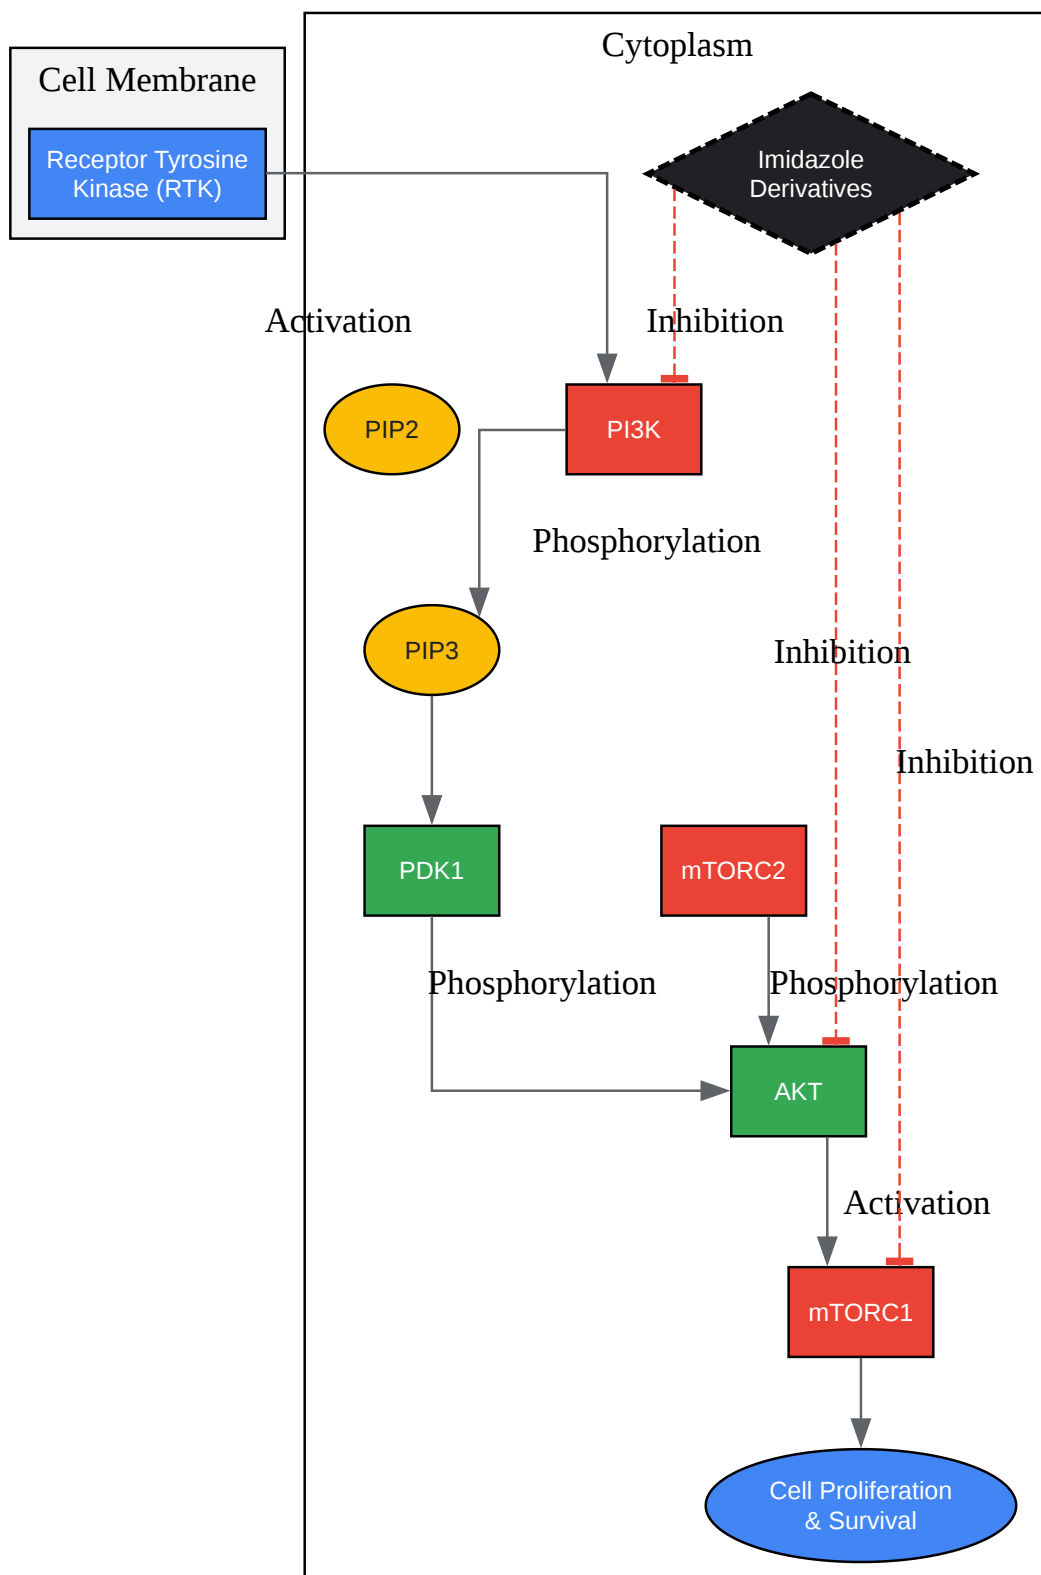 Cytoplasm
Cell Membrane
Receptor Tyrosine
Kinase (RTK)
Imidazole
Derivatives
Activation
Inhibition
PIP2
PI3K
Phosphorylation
PIP3
Inhibition
Inhibition
PDK1
mTORC2
Phosphorylation
Phosphorylation
AKT
Activation
mTORC1
Cell Proliferation
& Survival